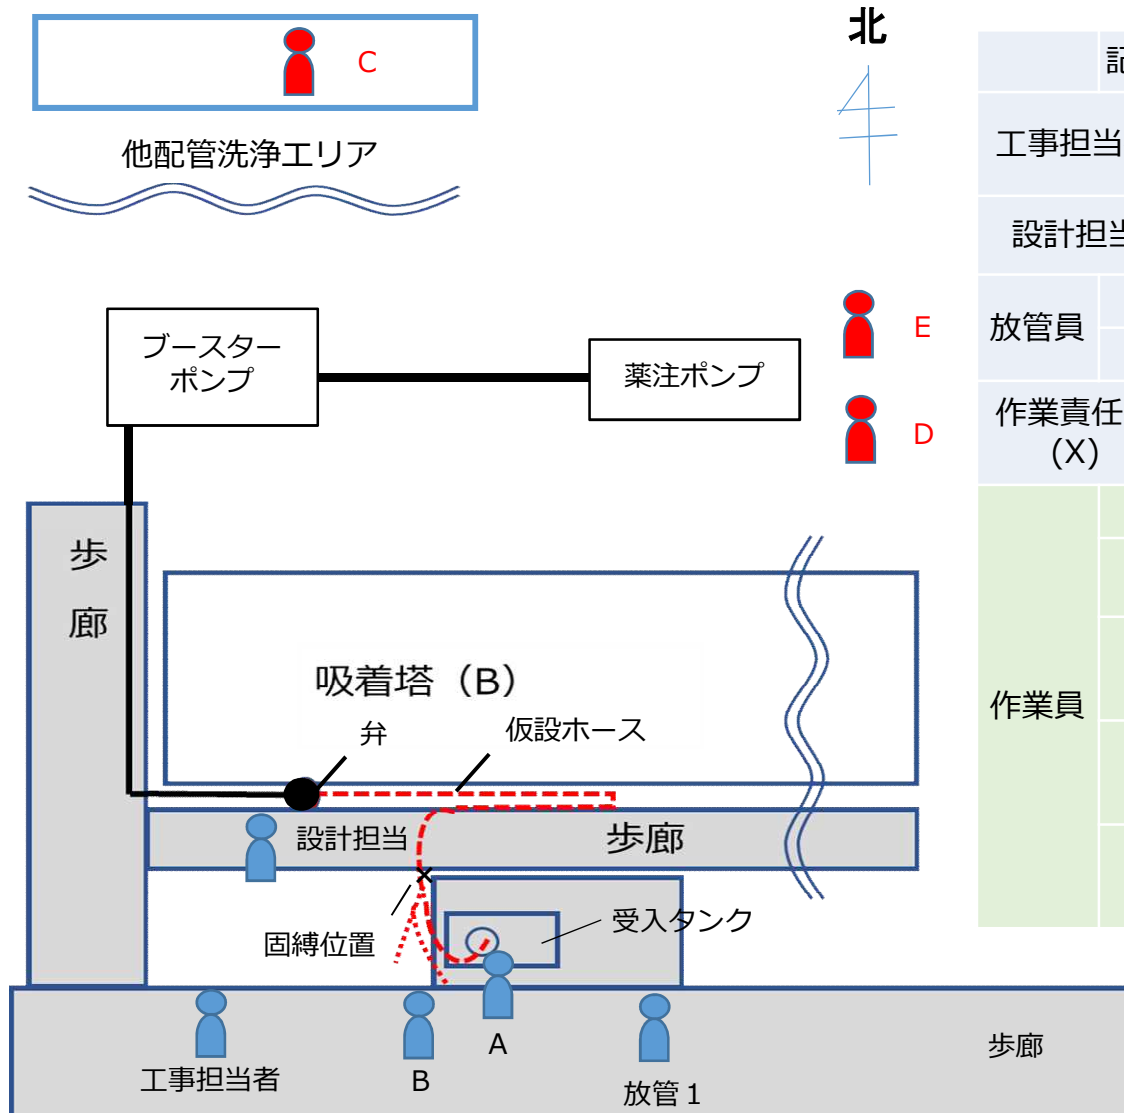 北
C
他配管洗浄エリア
ブースター
ポンプ
薬注ポンプ
E
D
歩
廊
吸着塔（B）
弁
仮設ホース
設計担当
歩廊
固縛位置
受入タンク
工事担当者
B
A
放管１
歩廊
工事担当
設計担
放管員
作業責任
(X)
作業員